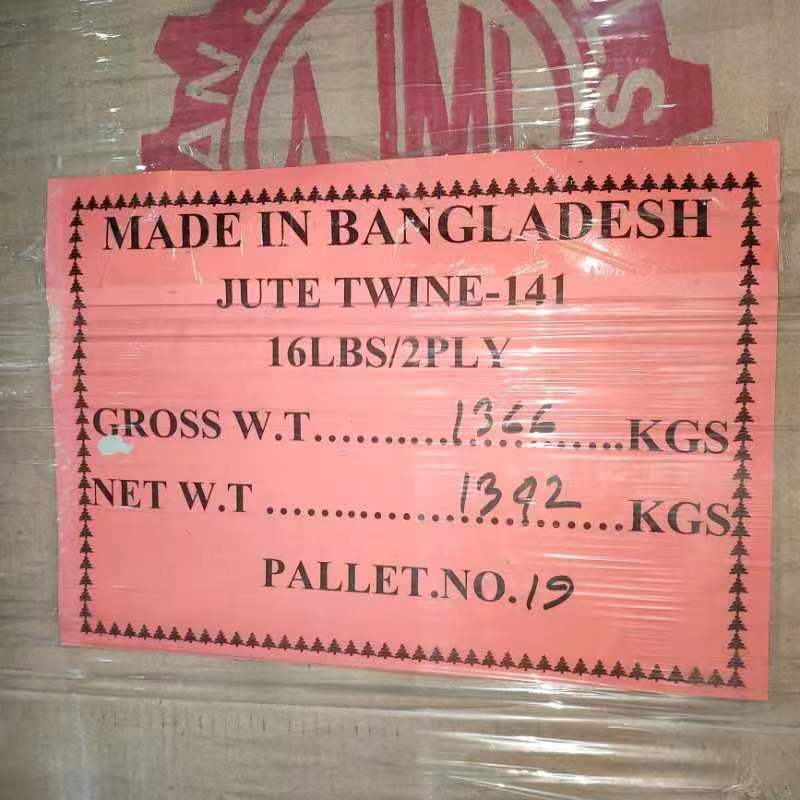 MADE IN BANGLADESH
JUTE TWINE-141
16LBS/2PLY
GROSS W.T..........1366..........KGS
NET W.T ..........1342..........KGS
PALLET.NO.19